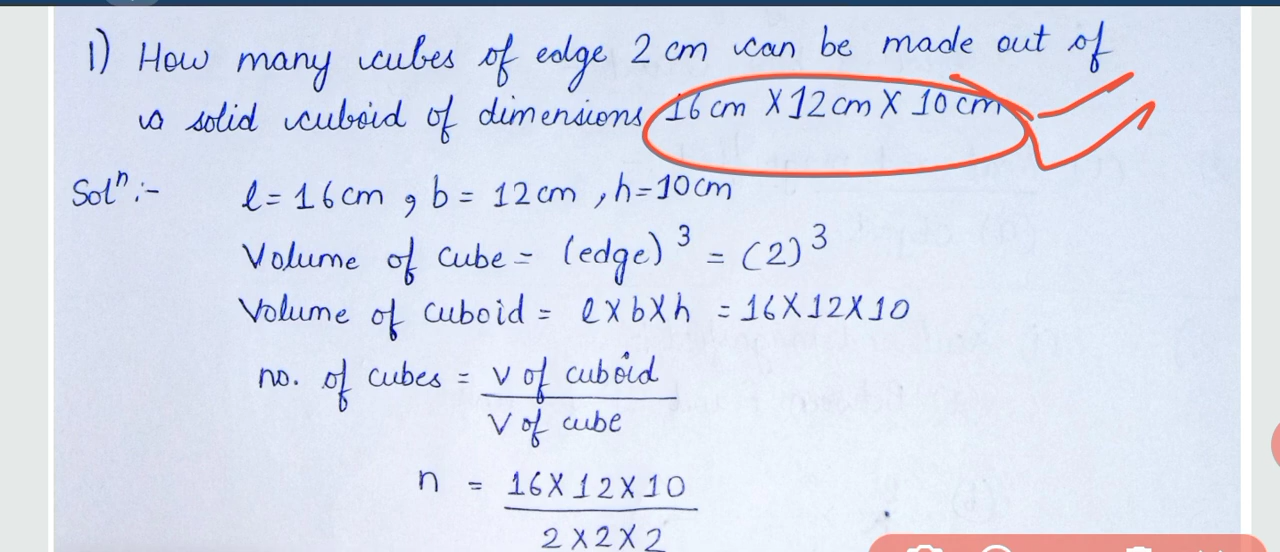 1) How many cubes of edge 2 cm can be made out of
a solid cuboid of dimensions 16 cm X 12 cm X 10 cm
Solⁿ :- l = 16 cm , b = 12 cm , h = 10 cm
Volume of cube = (edge)³ = (2)³
Volume of cuboid = l X b X h = 16 X 12 X 10
no. of cubes = V of cuboid
V of cube
n = 16 X 12 X 10
2 X 2 X 2